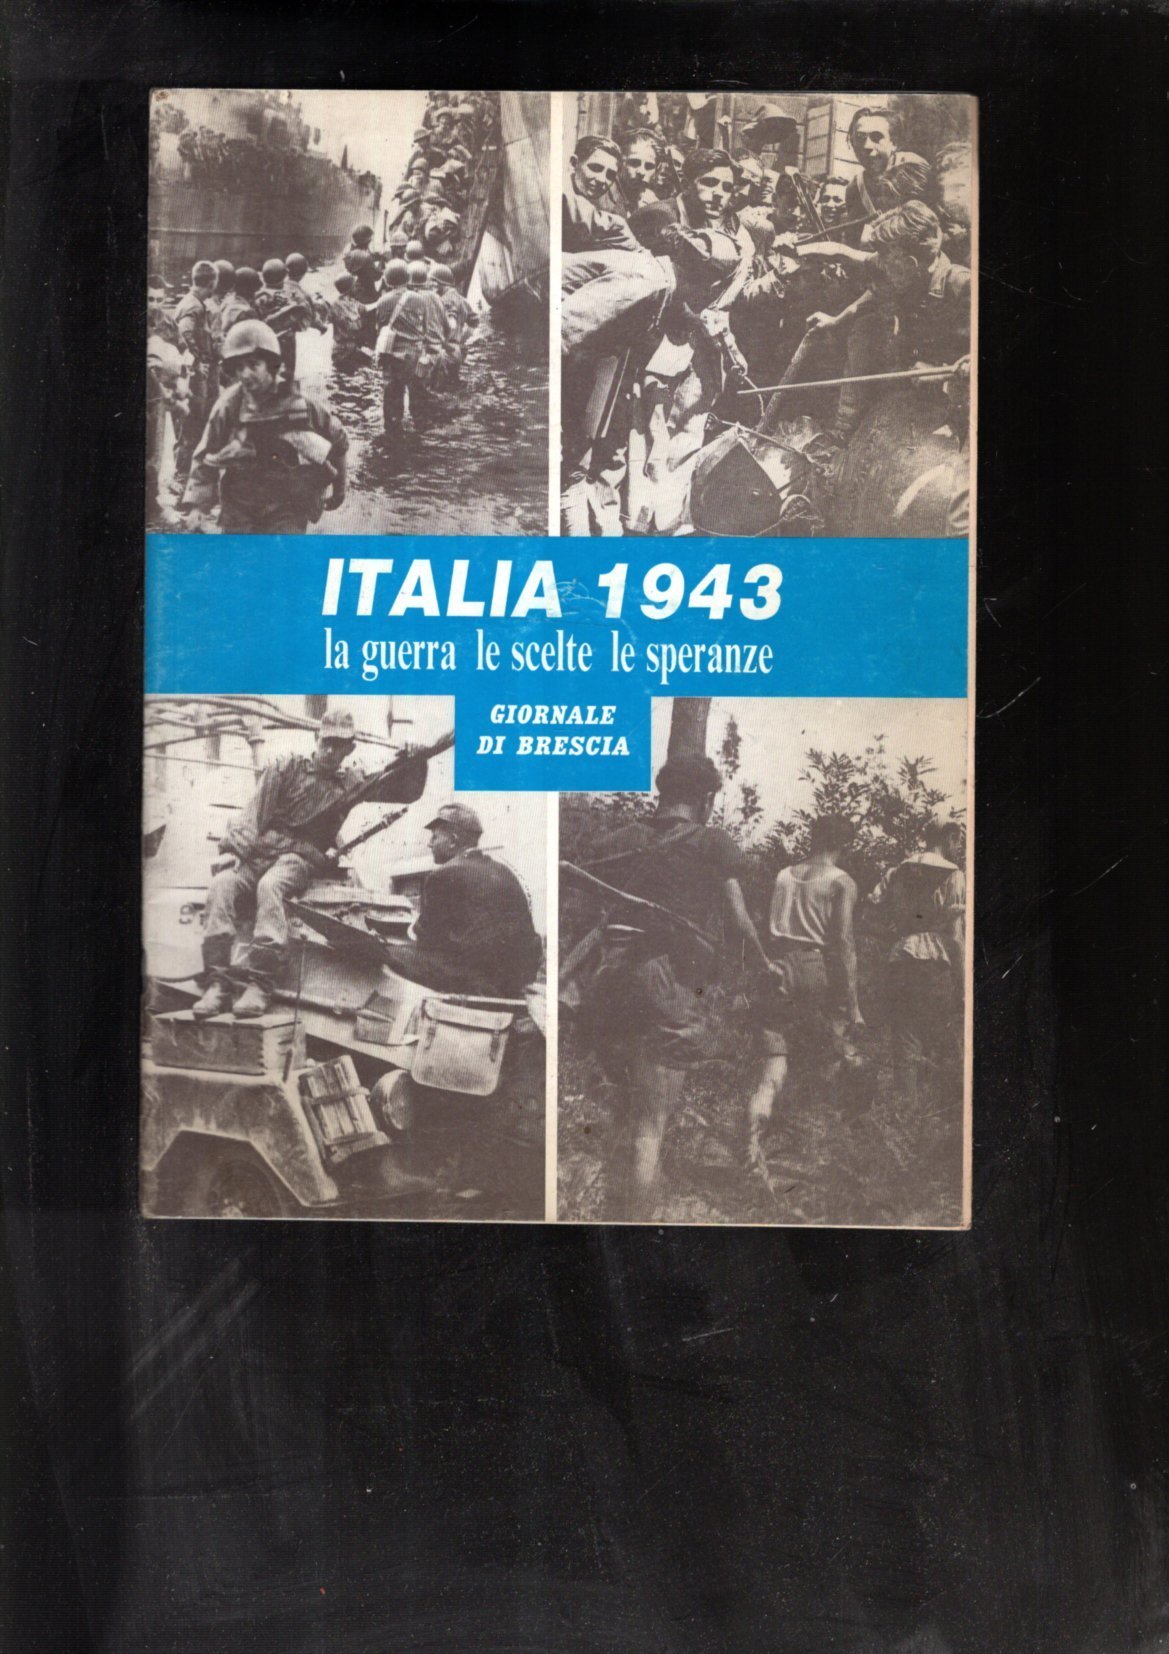 ITALIA 1943
la guerra le scelte le speranze
GIORNALE
DI BRESCIA